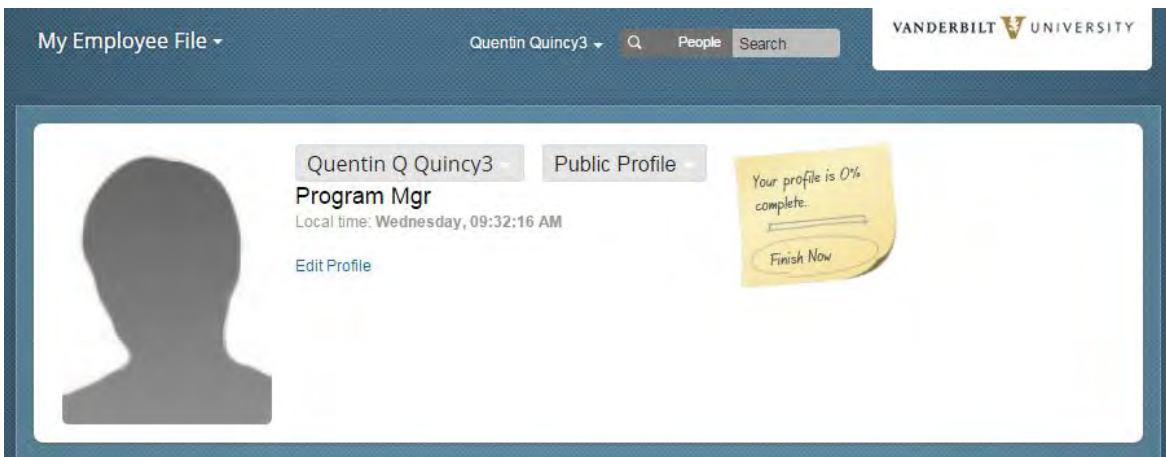 My Employee File
Quentin Quincy3
People
Search
VANDERBILT V UNIVERSITY
Quentin Q Quincy3
Public Profile
Program Mgr
Local time: Wednesday, 09:32:16 AM
Edit Profile
Your profile is 0%
complete.
Finish Now